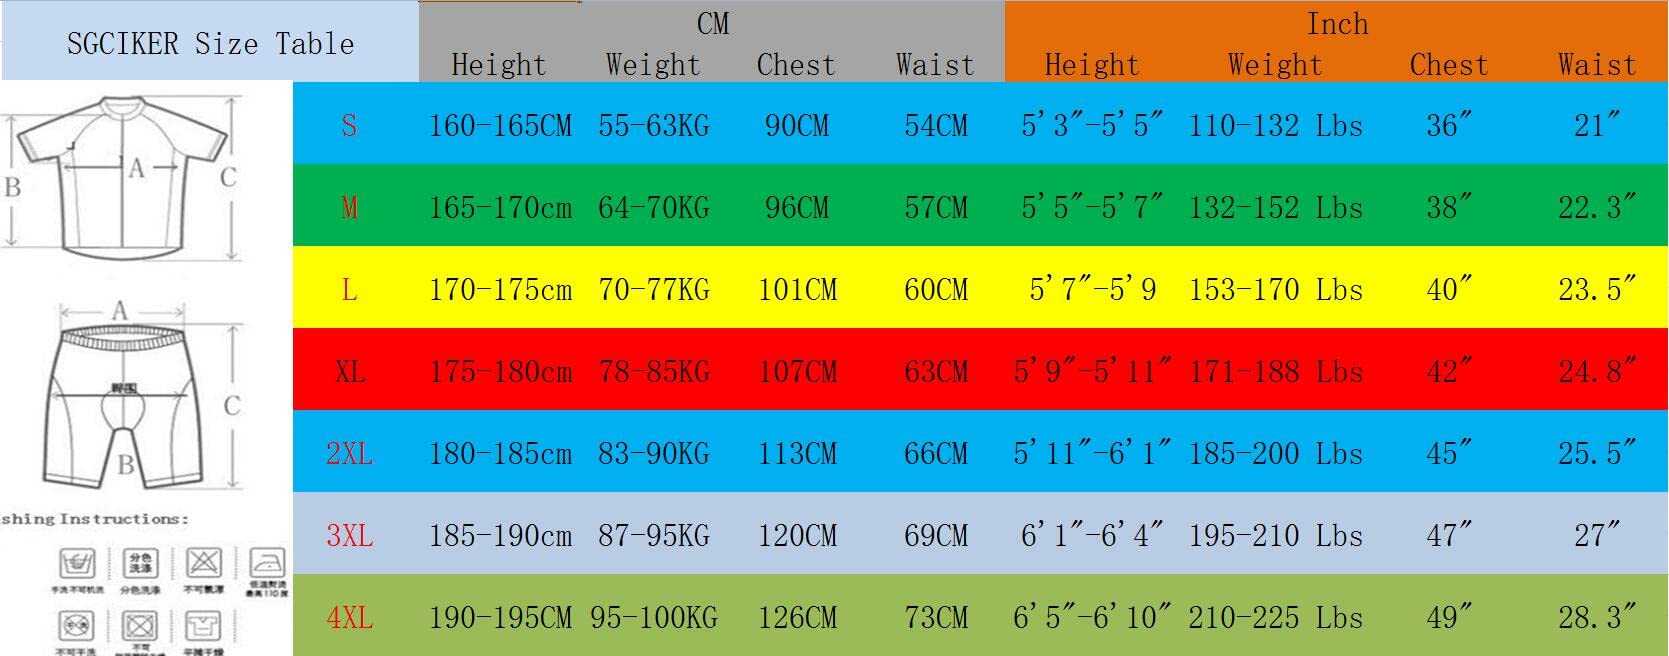 SGCIKER Size Table
CM
Inch
Height Weight Chest Waist Height Weight Chest Waist
S 160-165CM 55-63KG 90CM 54CM 5'3"-5'5" 110-132 Lbs 36" 21"
M 165-170cm 64-70KG 96CM 57CM 5'5"-5'7" 132-152 Lbs 38" 22.3"
L 170-175cm 70-77KG 101CM 60CM 5'7"-5'9 153-170 Lbs 40" 23.5"
XL 175-180cm 78-85KG 107CM 63CM 5'9"-5'11" 171-188 Lbs 42" 24.8"
2XL 180-185cm 83-90KG 113CM 66CM 5'11"-6'1" 185-200 Lbs 45" 25.5"
3XL 185-190cm 87-95KG 120CM 69CM 6'1"-6'4" 195-210 Lbs 47" 27"
4XL 190-195CM 95-100KG 126CM 73CM 6'5"-6'10" 210-225 Lbs 49" 28.3"
A
B
C
A
臀围
C
B
shing Instructions:
分色
洗涤
手洗不可机洗
分色洗涤
不可氯漂
低温熨烫
最高110度
不可干洗
不可
平摊干燥